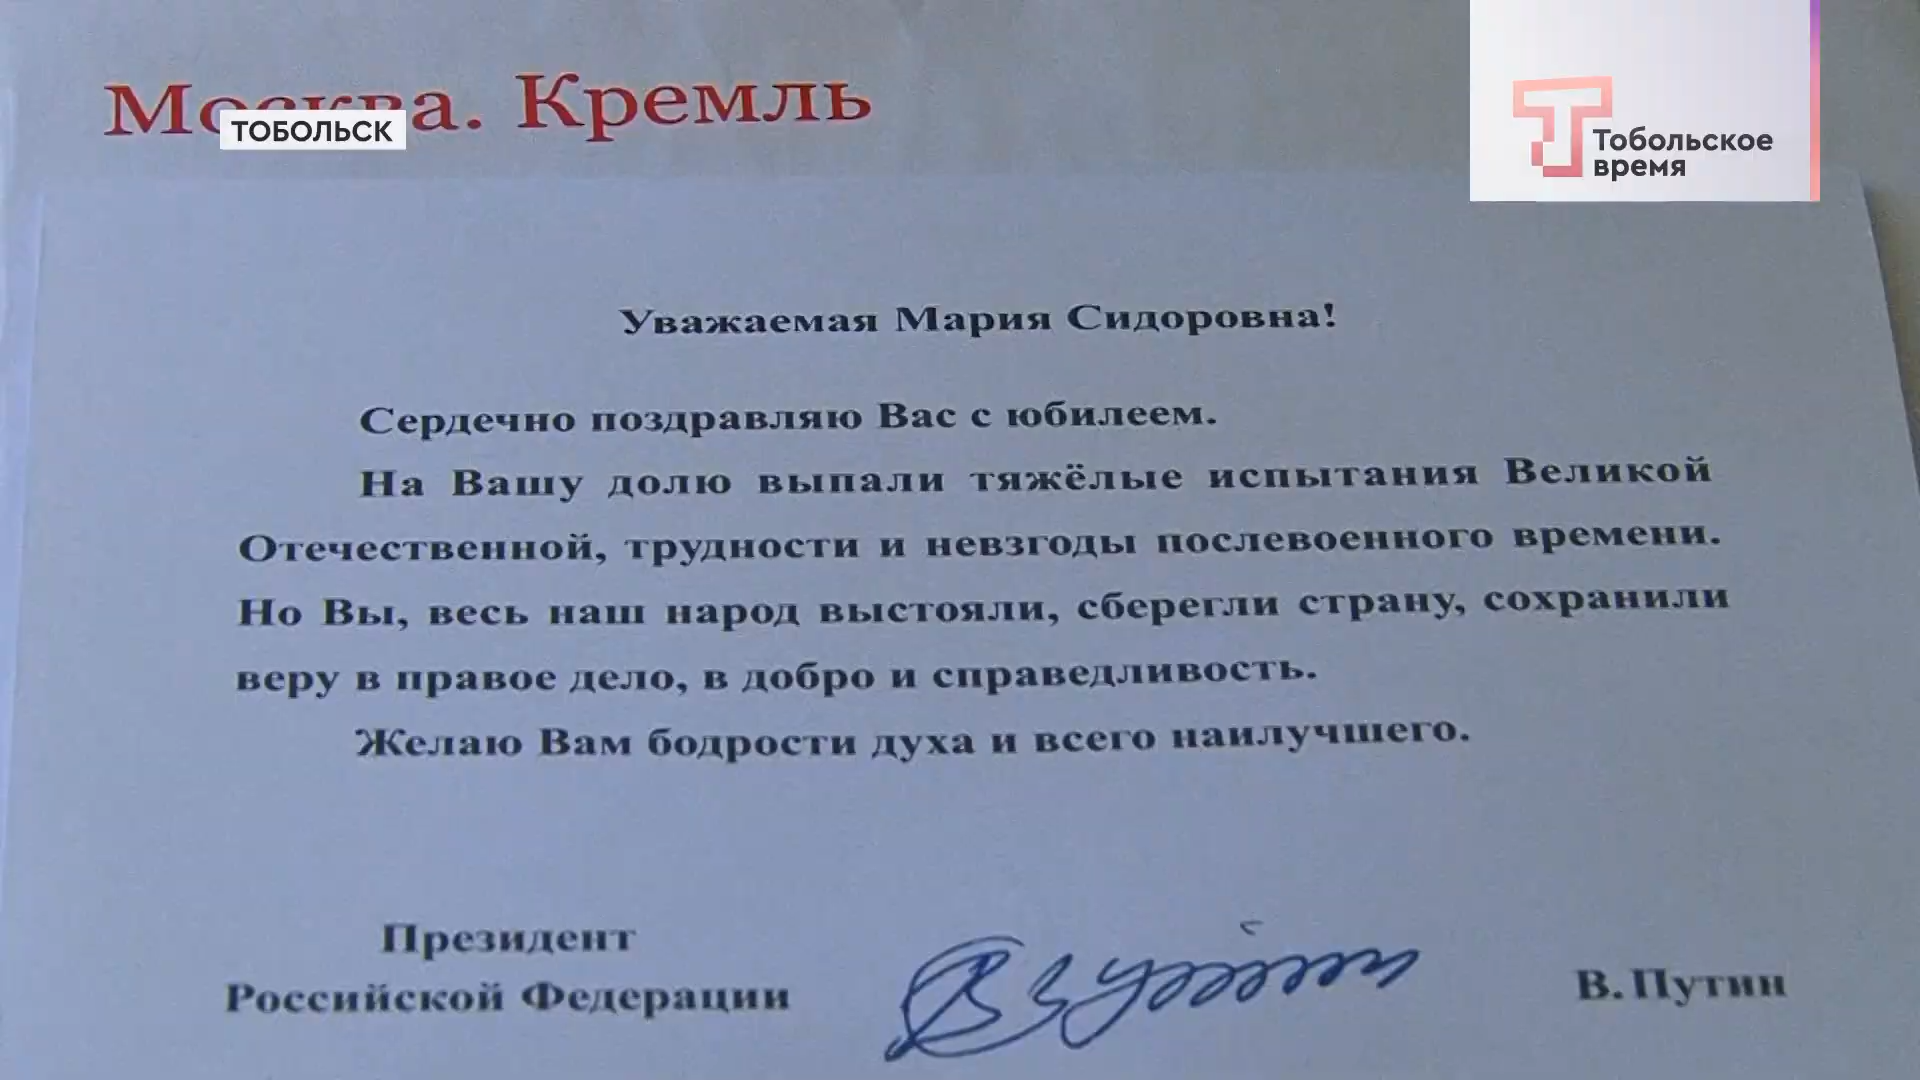 Москва. Кремль
ТОБОЛЬСК
Тобольское
время
Уважаемая Мария Сидоровна!
Сердечно поздравляю Вас с юбилеем.
На Вашу долю выпали тяжёлые испытания Великой
Отечественной, трудности и невзгоды послевоенного времени.
Но Вы, весь наш народ выстояли, сберегли страну, сохранили
веру в правое дело, в добро и справедливость.
Желаю Вам бодрости духа и всего наилучшего.
Президент
Российской Федерации
В. Путин